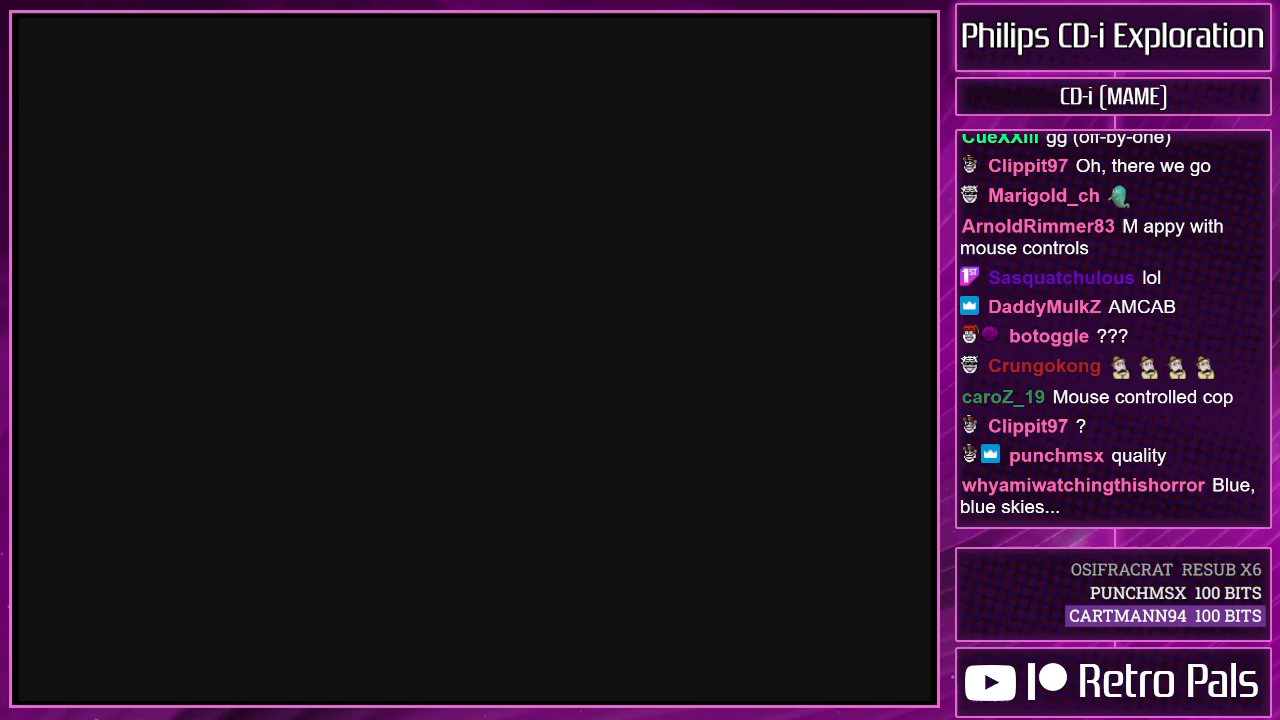 Philips CD-i Exploration
CD-i [MAME]
CueXXIII gg (off-by-one)
Clippit97 Oh, there we go
Marigold_ch
ArnoldRimmer83 M appy with
mouse controls
1ST Sasquatchulous lol
DaddyMulkZ AMCAB
botoggle ???
Crungokong
caroZ_19 Mouse controlled cop
Clippit97 ?
punchmsx quality
whyamiwatchingthishorror Blue,
blue skies...
OSIFRACRAT RESUB X6
PUNCHMSX 100 BITS
CARTMANN94 100 BITS
Retro Pals